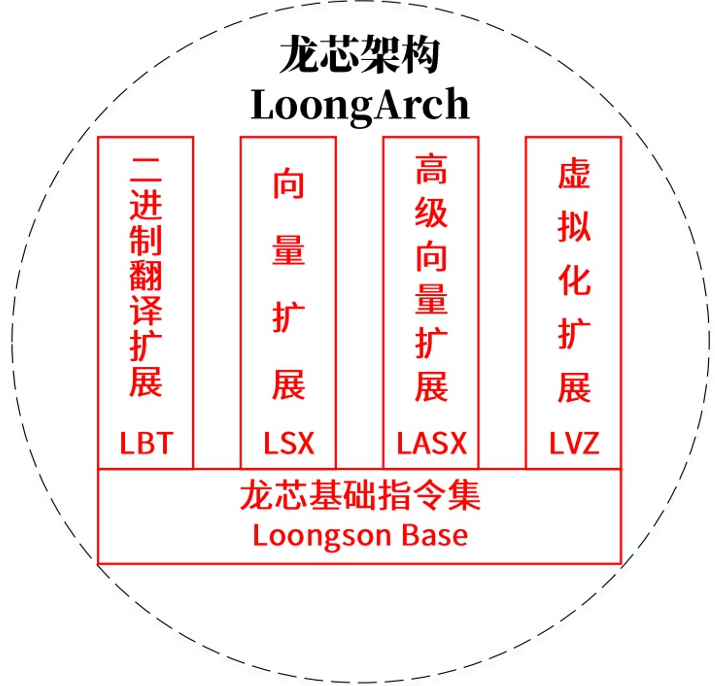 龙芯架构
LoongArch
二进制翻译扩展
LBT
向量扩展
LSX
高级向量扩展
LASX
虚拟化扩展
LVZ
龙芯基础指令集
Loongson Base